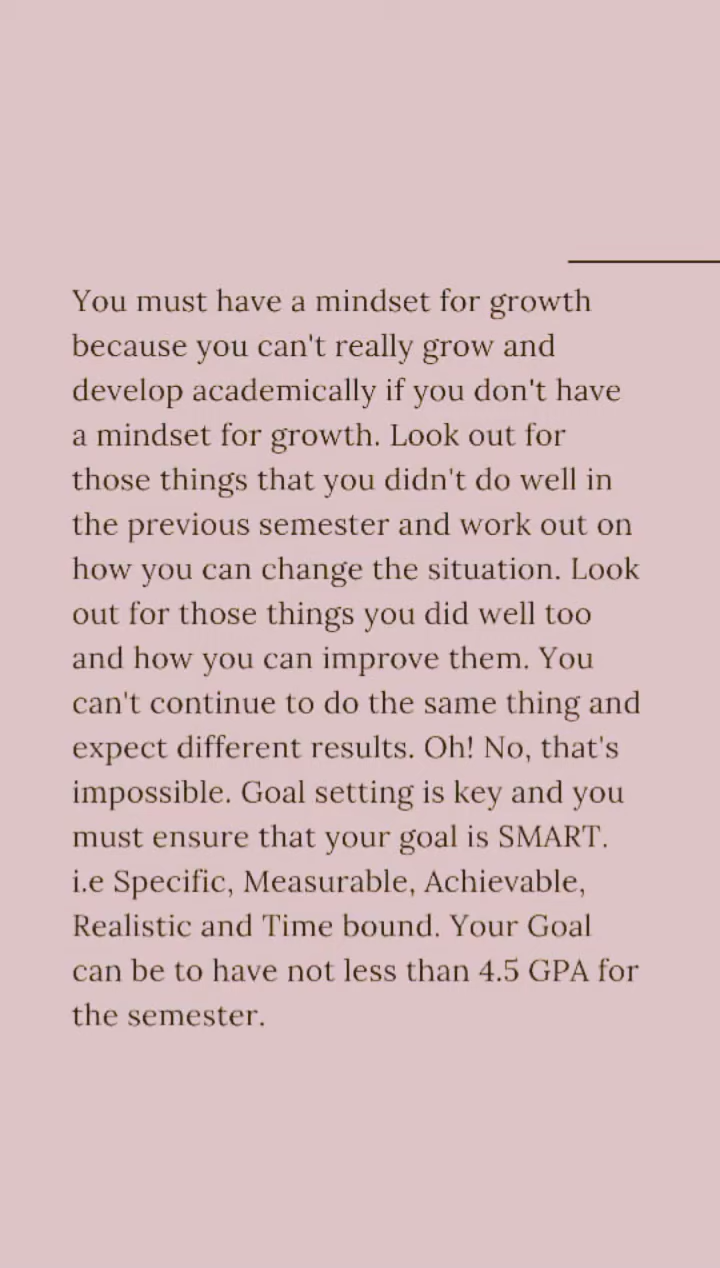 You must have a mindset for growth
because you can't really grow and
develop academically if you don't have
a mindset for growth. Look out for
those things that you didn't do well in
the previous semester and work out on
how you can change the situation. Look
out for those things you did well too
and how you can improve them. You
can't continue to do the same thing and
expect different results. Oh! No, that's
impossible. Goal setting is key and you
must ensure that your goal is SMART.
i.e Specific, Measurable, Achievable,
Realistic and Time bound. Your Goal
can be to have not less than 4.5 GPA for
the semester.